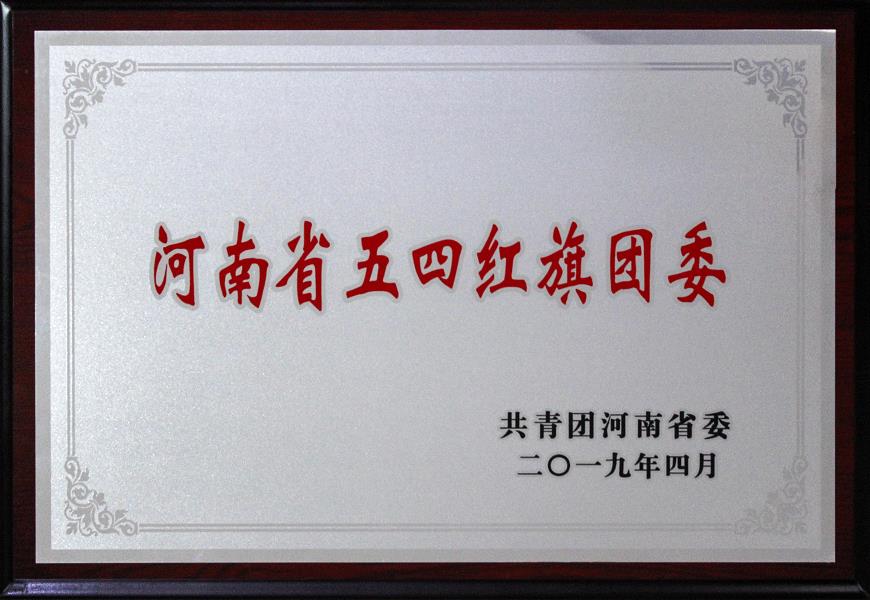 河南省五四红旗团委
共青团河南省委
二〇一九年四月